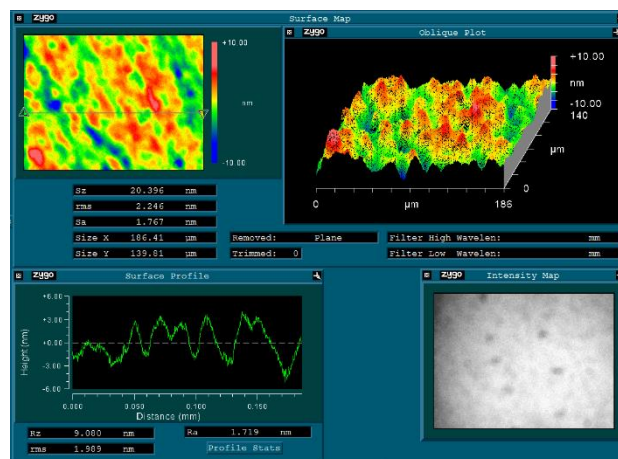 zygo Surface Map
+10.00
nm
-10.00
Sz 20.396 nm
rms 2.246 nm
Sa 1.767 nm
Size X 186.41 µm
Size Y 139.81 µm
zygo Oblique Plot
+10.00
nm
-10.00
140
µm
0
0 µm 186
Removed: Plane
Trimmed: 0
Filter High Wavelen: mm
Filter Low Wavelen: mm
zygo Surface Profile
Height (nm)
+6.00
+3.00
+0.00
-3.00
-6.00
0.000 0.050 0.100 0.150
Distance (mm)
Rz 9.080 nm
Ra 1.719 nm
rms 1.989 nm
Profile Stats
zygo Intensity Map